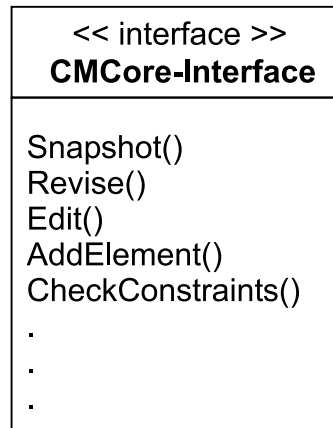 << interface >>
CMCore-Interface
Snapshot()
Revise()
Edit()
AddElement()
CheckConstraints()
.
.
.